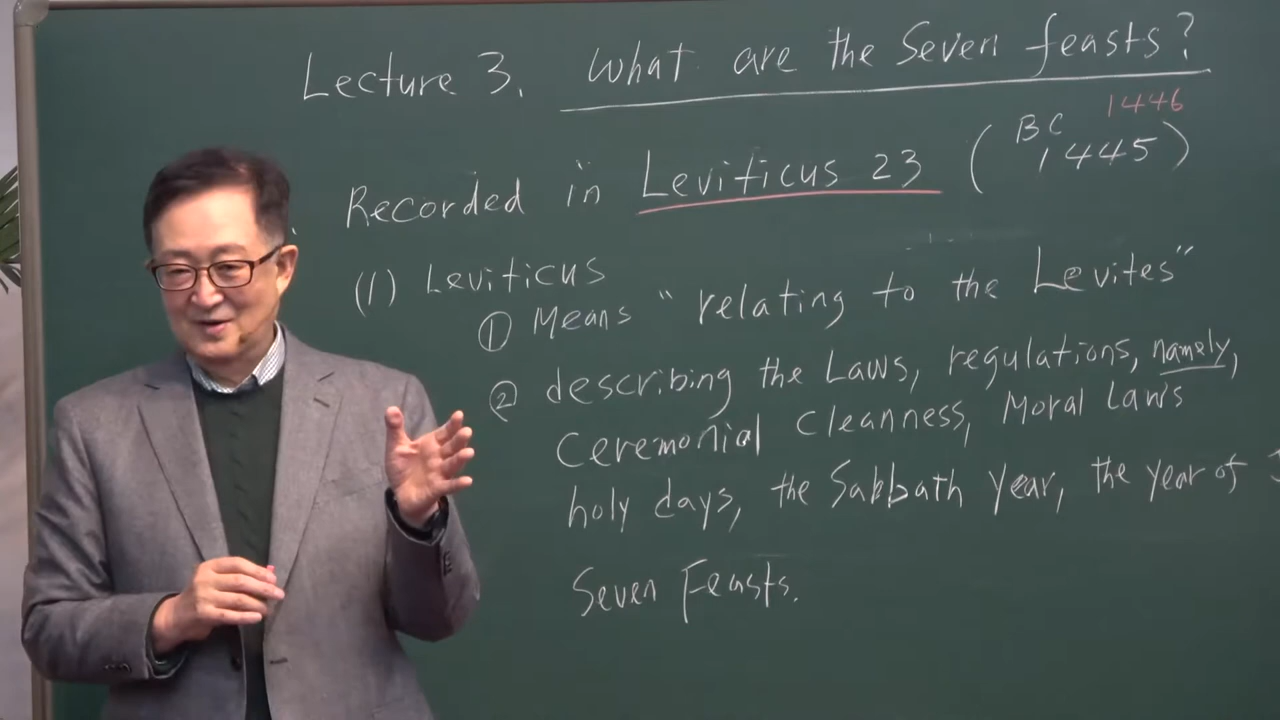 Lecture 3. What are the Seven feasts?
1446
Recorded in Leviticus 23 (BC 1445)
(1) Leviticus
① Means "relating to the Levites"
② describing the Laws, regulations, namely,
Ceremonial Cleanness, Moral Laws
holy days, the Sabbath Year, the year of
Seven Feasts.